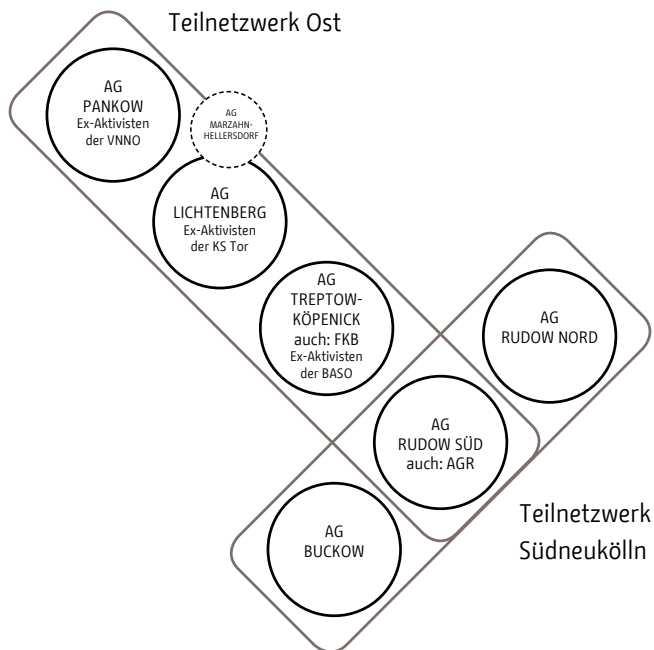 Teilnetzwerk Ost
AG
PANKOW
Ex-Aktivisten
der VNNO
AG
MARZAHN-
HELLERSDORF
AG
LICHTENBERG
Ex-Aktivisten
der KS Tor
AG
TREPTOW-
KÖPENICK
auch: FKB
Ex-Aktivisten
der BASO
AG
RUDOW NORD
AG
RUDOW SÜD
auch: AGR
AG
BUCKOW
Teilnetzwerk
Südneukölln